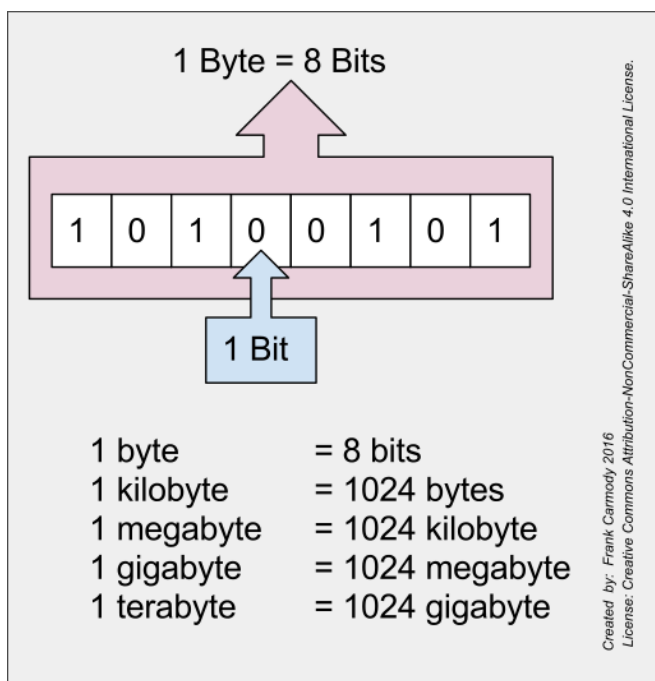 1 Byte = 8 Bits
1 0 1 0 0 1 0 1
1 Bit
1 byte = 8 bits
1 kilobyte = 1024 bytes
1 megabyte = 1024 kilobyte
1 gigabyte = 1024 megabyte
1 terabyte = 1024 gigabyte
Created by: Frank Carmody 2016
License: Creative Commons Attribution-NonCommercial-ShareAlike 4.0 International License.